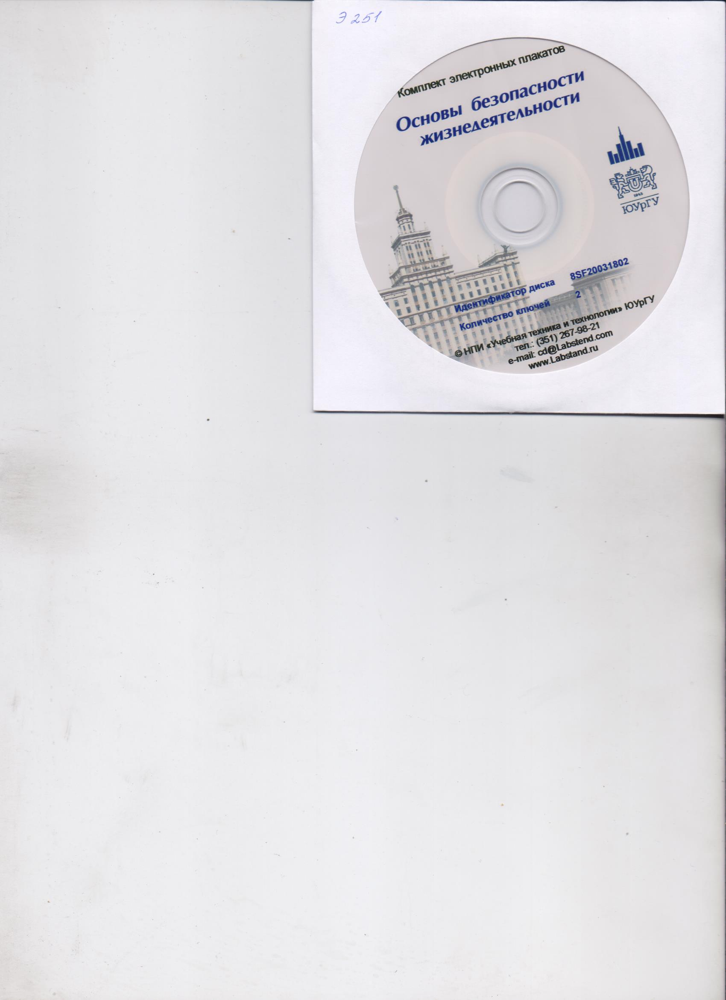 Э 251
Комплект электронных плакатов
Основы безопасности
жизнедеятельности
1943
ЮУрГУ
Идентификатор диска 8SF20031802
Количество ключей 2
© НПИ «Учебная техника и технологии» ЮУрГУ
тел.: (351) 267-98-21
e-mail: cd@Labstend.com
www.Labstand.ru